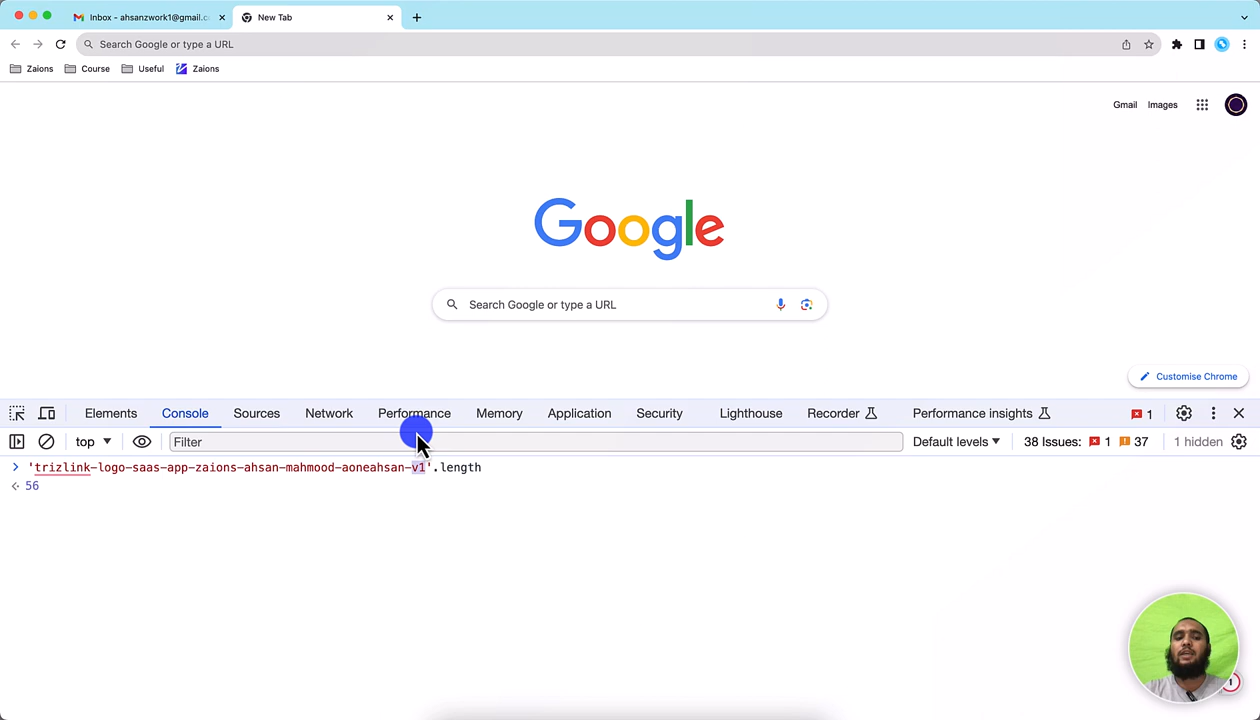 Inbox - ahsanzwork1@gmail.c
New Tab
Search Google or type a URL
Zaions
Course
Useful
Zaions
Gmail
Images
Google
Search Google or type a URL
Customise Chrome
Elements
Console
Sources
Network
Performance
Memory
Application
Security
Lighthouse
Recorder
Performance insights
1
top
Filter
Default levels
38 Issues:
1
37
1 hidden
'trizlink-logo-saas-app-zaions-ahsan-mahmood-aoneahsan-v1'.length
56